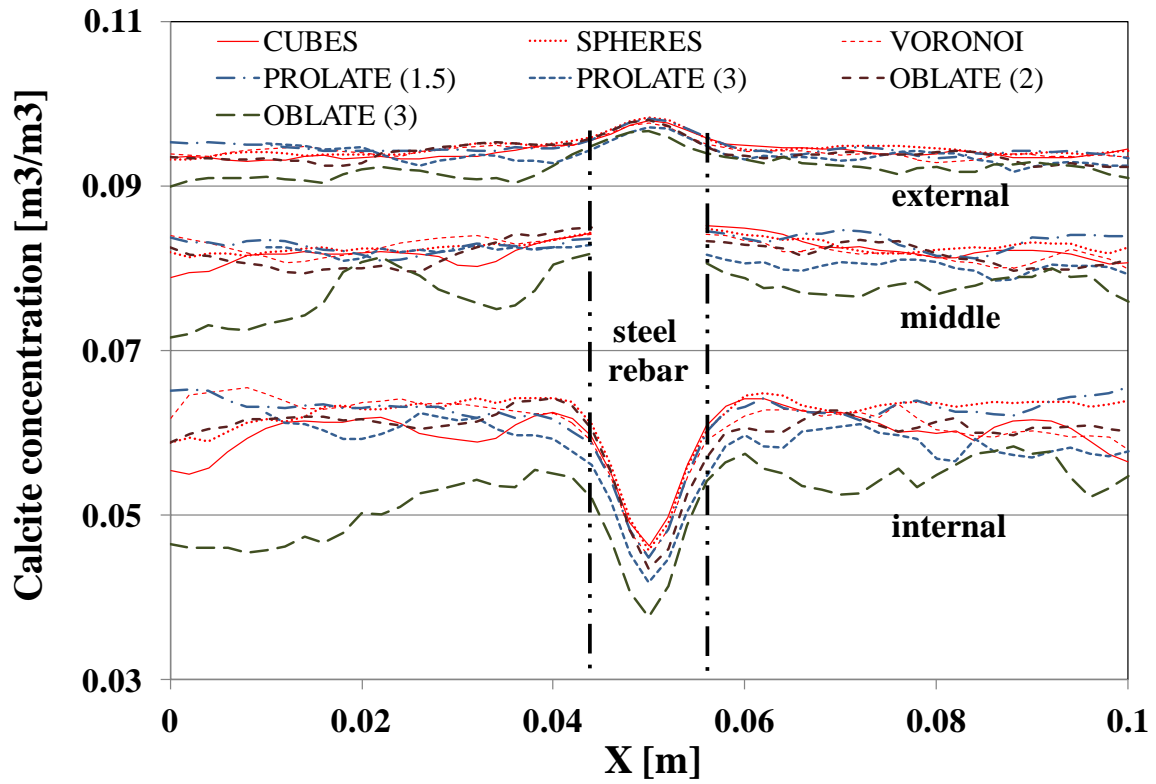 0.11
CUBES SPHERES VORONOI
PROLATE (1.5) PROLATE (3) OBLATE (2)
OBLATE (3)
0.09
external
middle
steel
rebar
0.07
0.05
internal
0.03
0 0.02 0.04 0.06 0.08 0.1
X [m]
Calcite concentration [m3/m3]